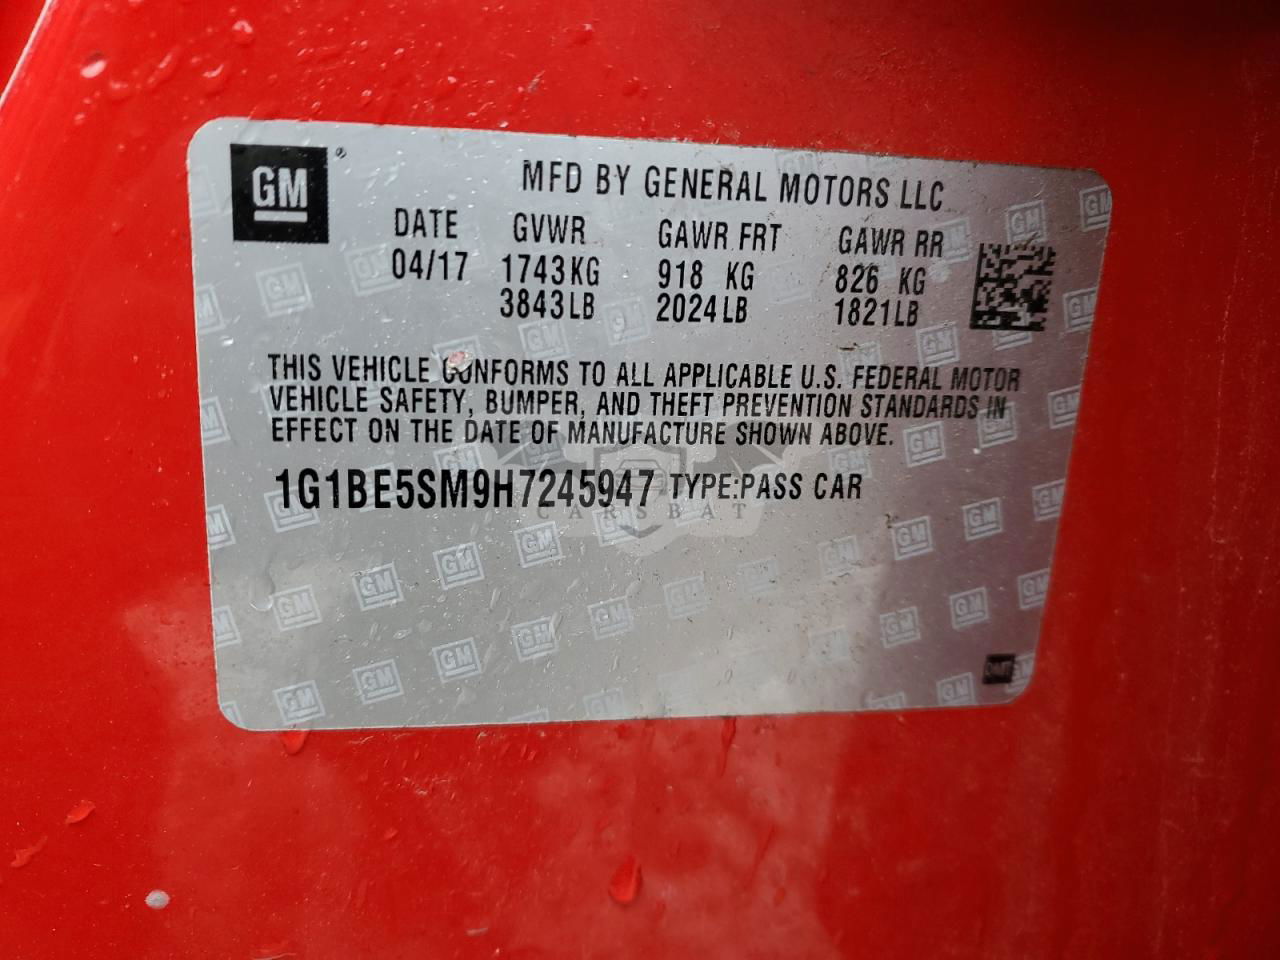 GM ®
MFD BY GENERAL MOTORS LLC
DATE GVWR GAWR FRT GAWR RR
04/17 1743KG 918 KG 826 KG
3843LB 2024LB 1821LB
THIS VEHICLE CONFORMS TO ALL APPLICABLE U.S. FEDERAL MOTOR
VEHICLE SAFETY, BUMPER, AND THEFT PREVENTION STANDARDS IN
EFFECT ON THE DATE OF MANUFACTURE SHOWN ABOVE.
1G1BE5SM9H7245947 TYPE:PASS CAR
CARSBAT